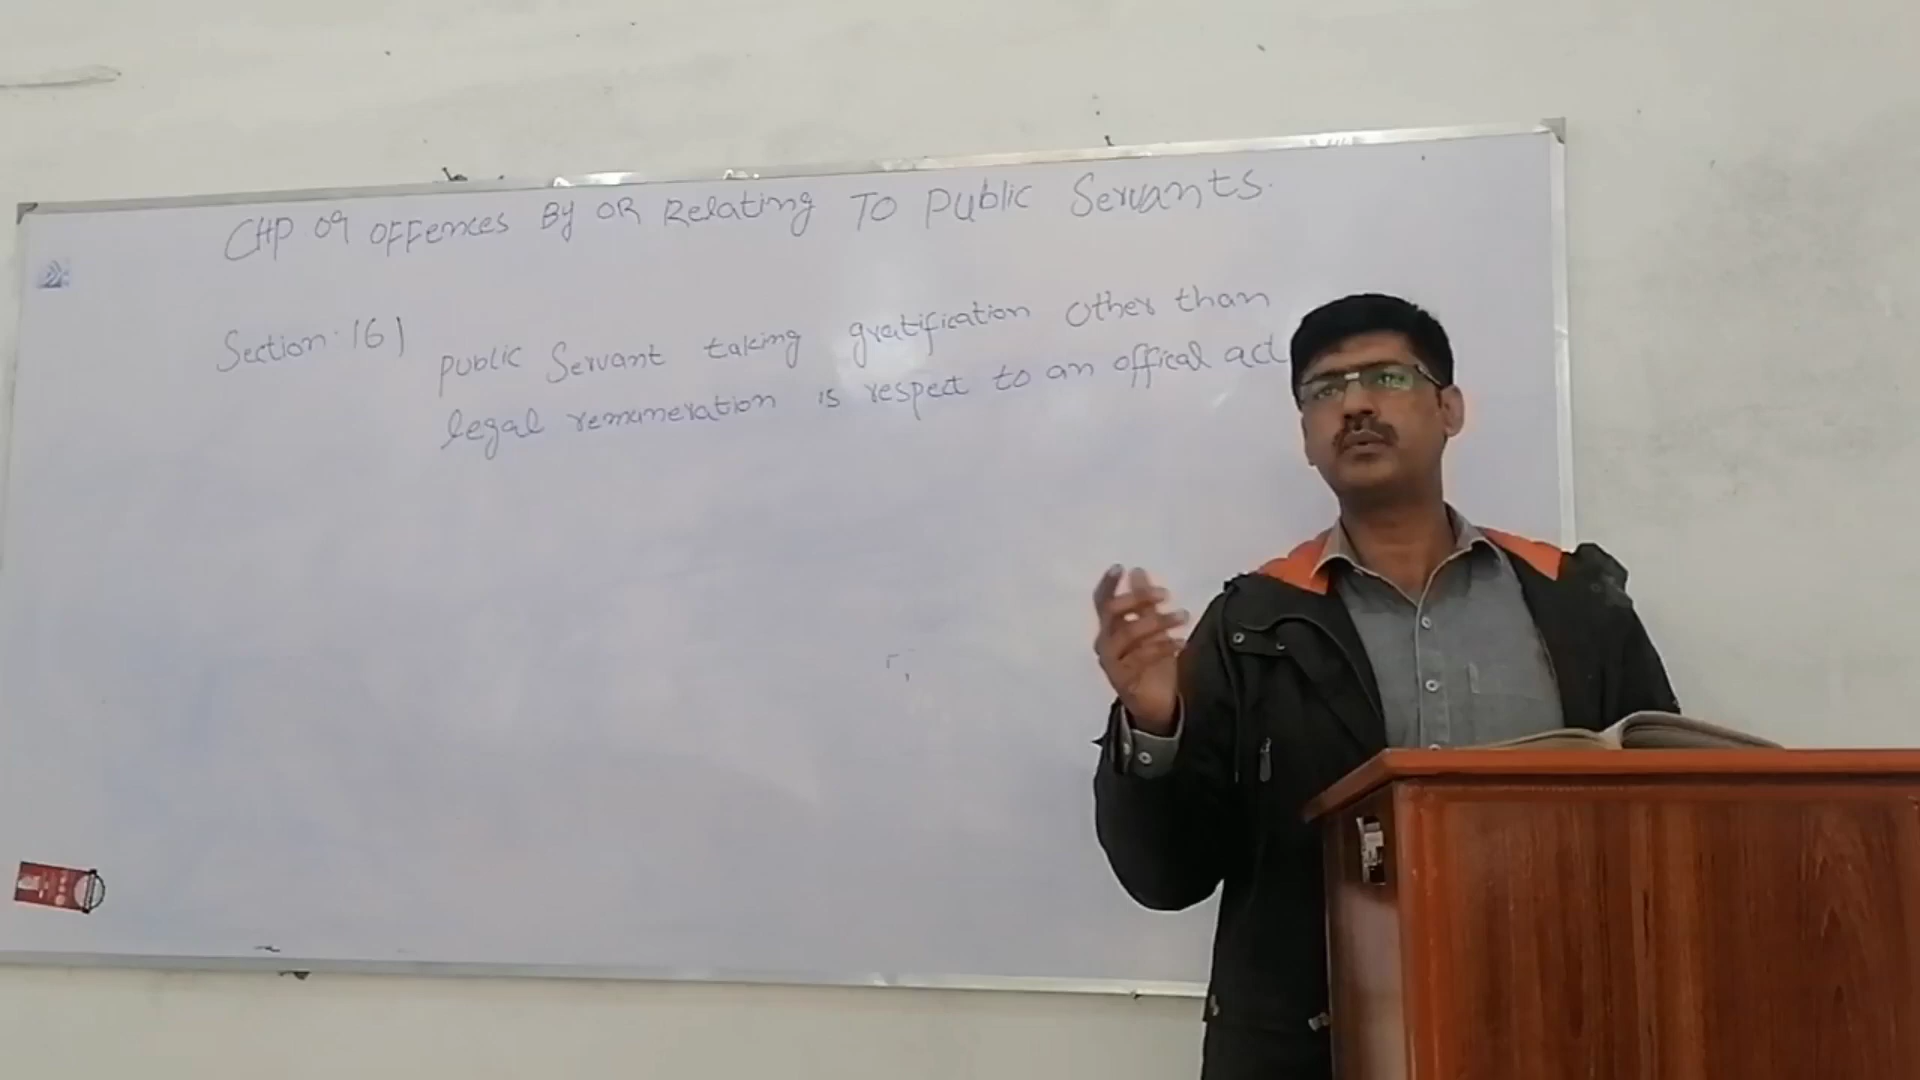 CHP 09 OFFENCES By OR Relating To Public Servants.
Section: 161
Public Servant taking gratification other than
legal remuneration is respect to an offical act